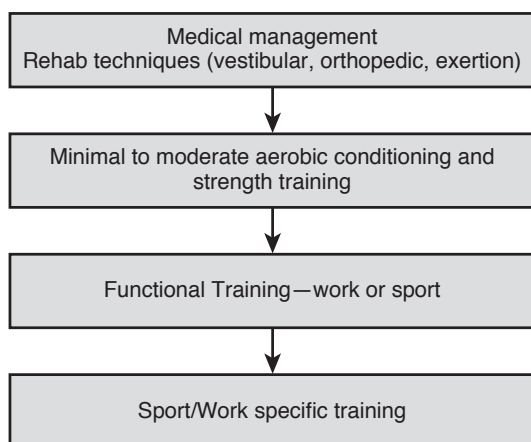 Medical management
Rehab techniques (vestibular, orthopedic, exertion)
Minimal to moderate aerobic conditioning and
strength training
Functional Training—work or sport
Sport/Work specific training